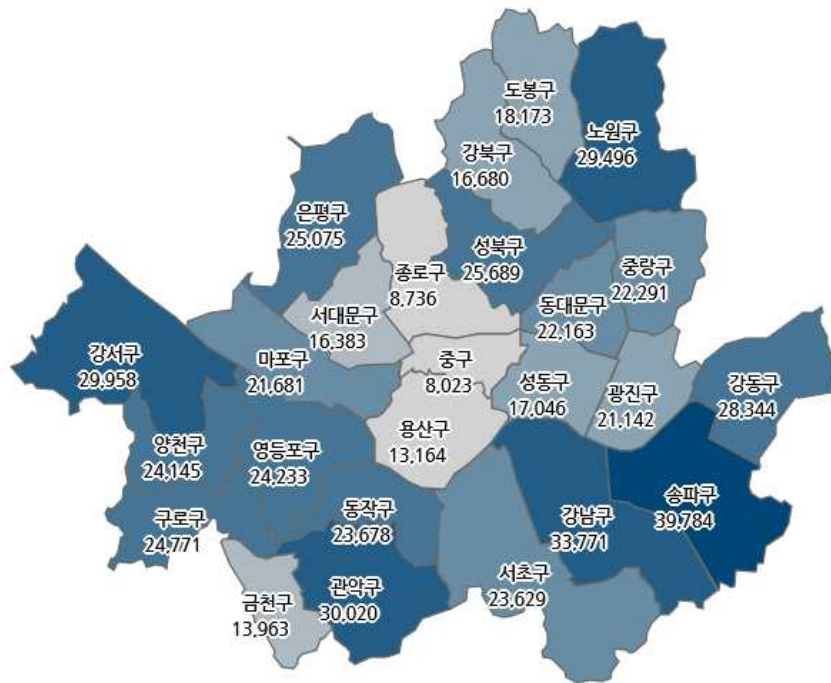 도봉구
18,173
노원구
29,496
강북구
16,680
은평구
25,075
성북구
25,689
중랑구
22,291
종로구
8,736
동대문구
22,163
서대문구
16,383
강서구
29,958
마포구
21,681
중구
8,023
성동구
17,046
광진구
21,142
강동구
28,344
양천구
24,145
영등포구
24,233
용산구
13,164
송파구
39,784
구로구
24,771
동작구
23,678
강남구
33,771
서초구
23,629
금천구
13,963
관악구
30,020